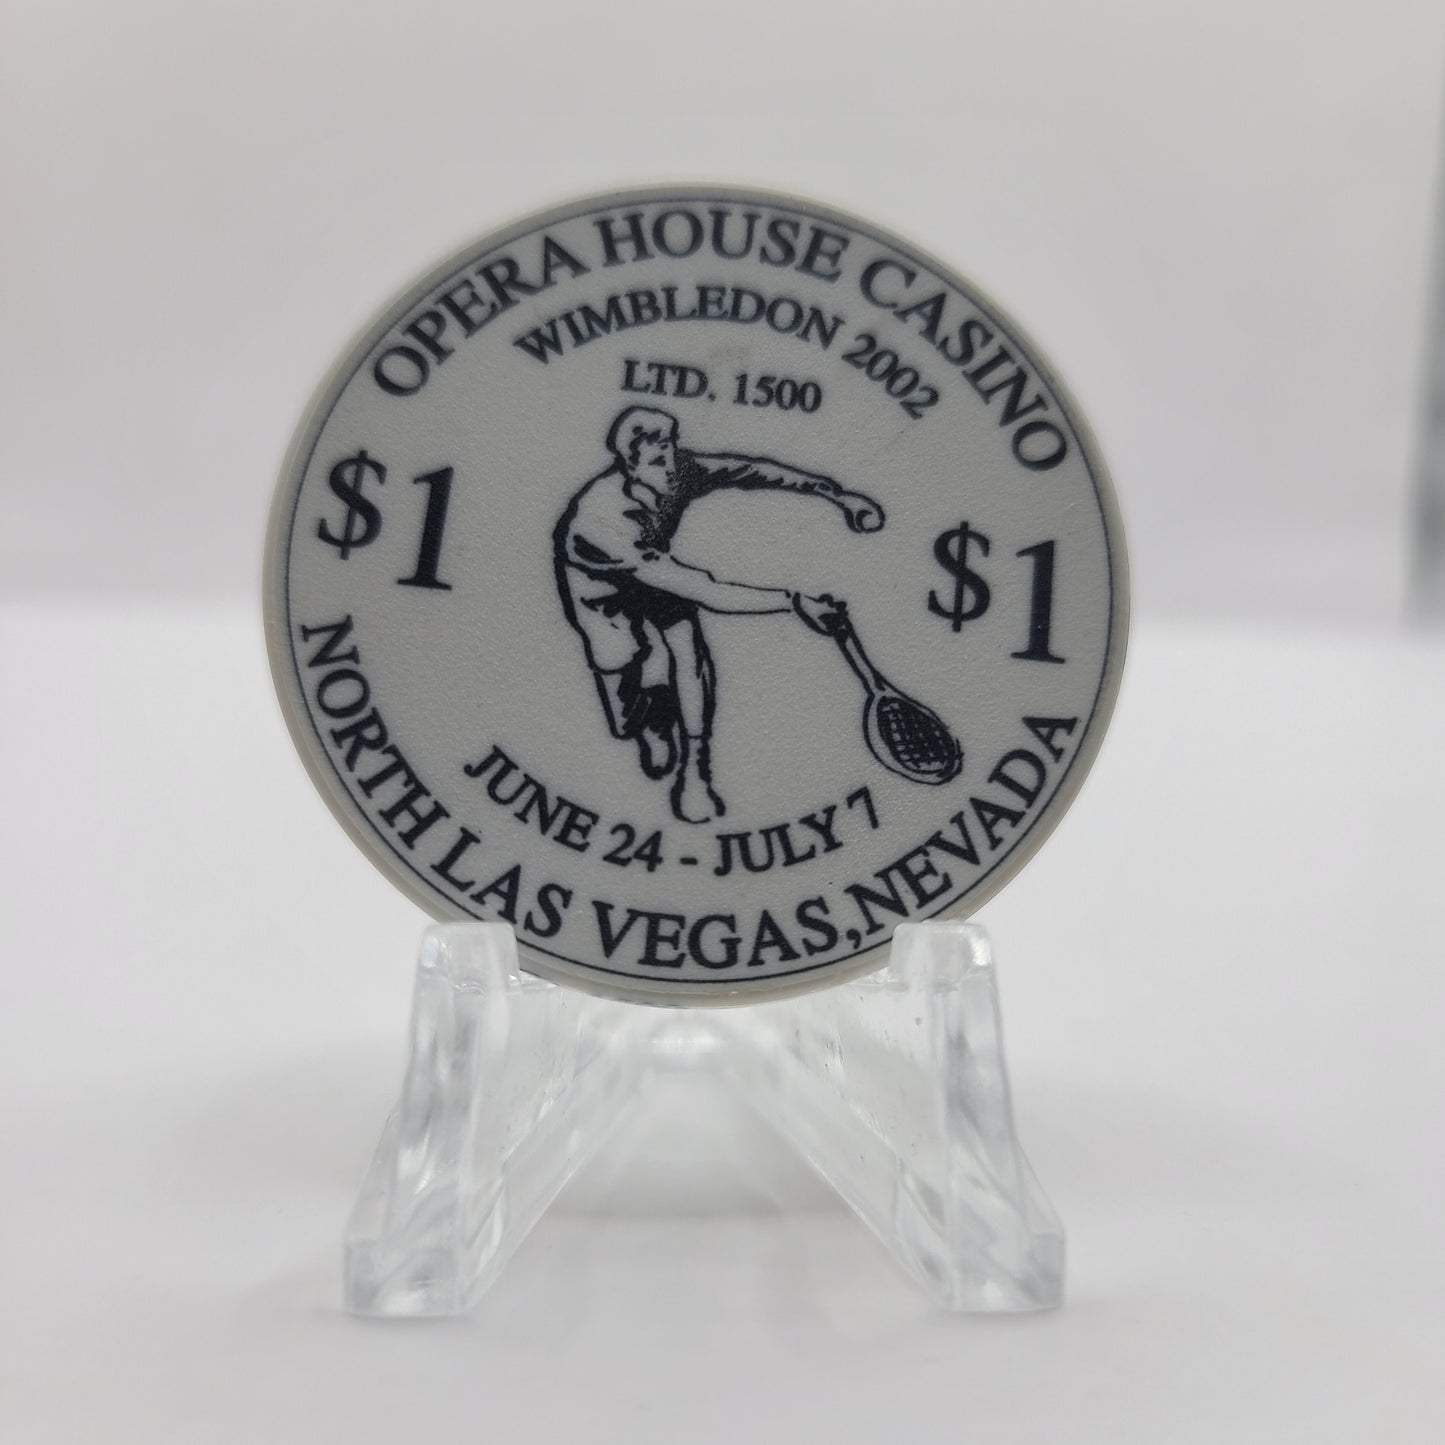 OPERA HOUSE CASINO
WIMBLEDON 2002
LTD. 1500
$1
$1
JUNE 24 - JULY 7
NORTH LAS VEGAS, NEVADA